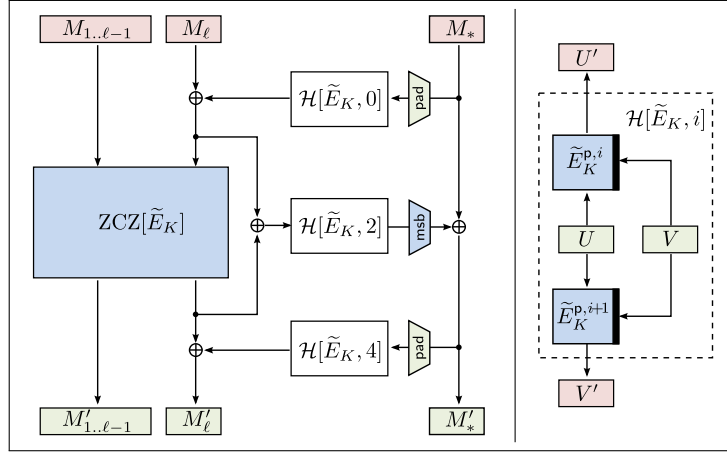 M_{1..ℓ−1}
M_ℓ
M_*
ℋ[Ẽ_K, 0]
pad
ZCZ[Ẽ_K]
ℋ[Ẽ_K, 2]
msb
ℋ[Ẽ_K, 4]
pad
M′_{1..ℓ−1}
M′_ℓ
M′_*
U′
ℋ[Ẽ_K, i]
Ẽ_K^{p,i}
U
V
Ẽ_K^{p,i+1}
V′